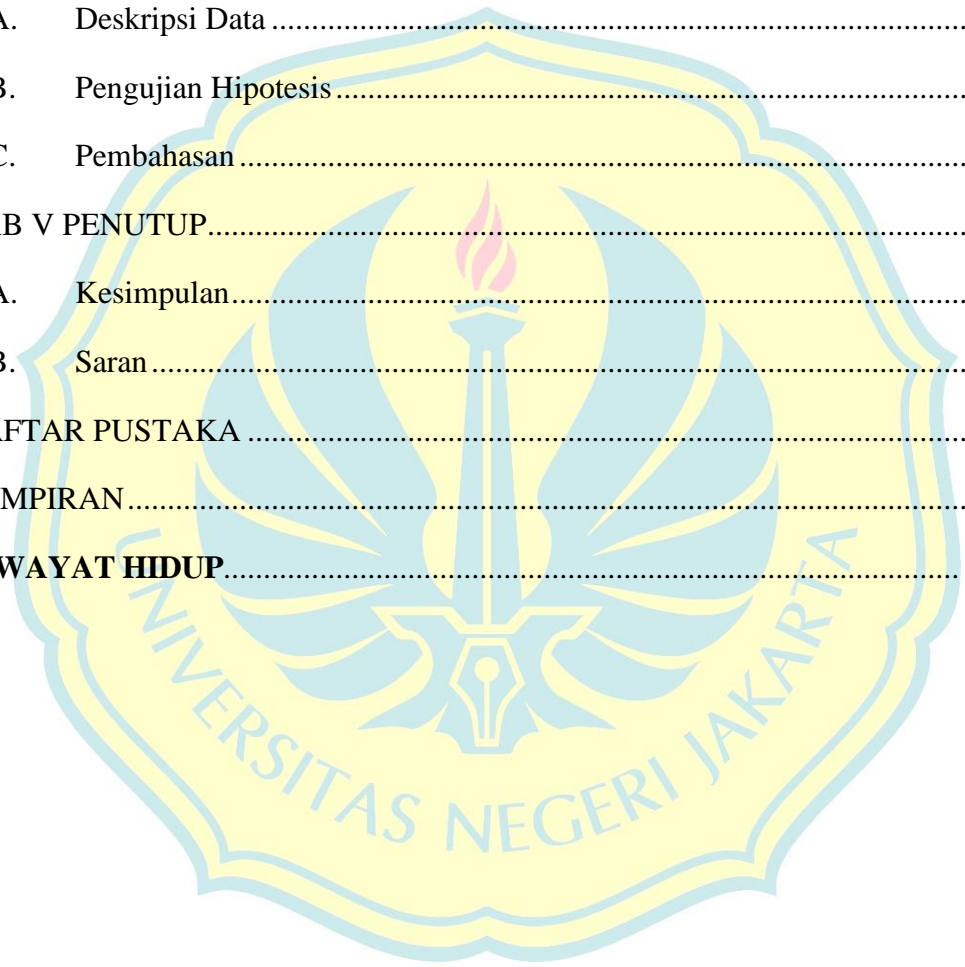 A. Deskripsi Data ................................................................
B. Pengujian Hipotesis ................................................................
C. Pembahasan ................................................................
AB V PENUTUP................................................................
A. Kesimpulan................................................................
B. Saran ................................................................
AFTAR PUSTAKA ................................................................
MPIRAN................................................................
WAYAT HIDUP................................................................
UNIVERSITAS NEGERI JAKARTA